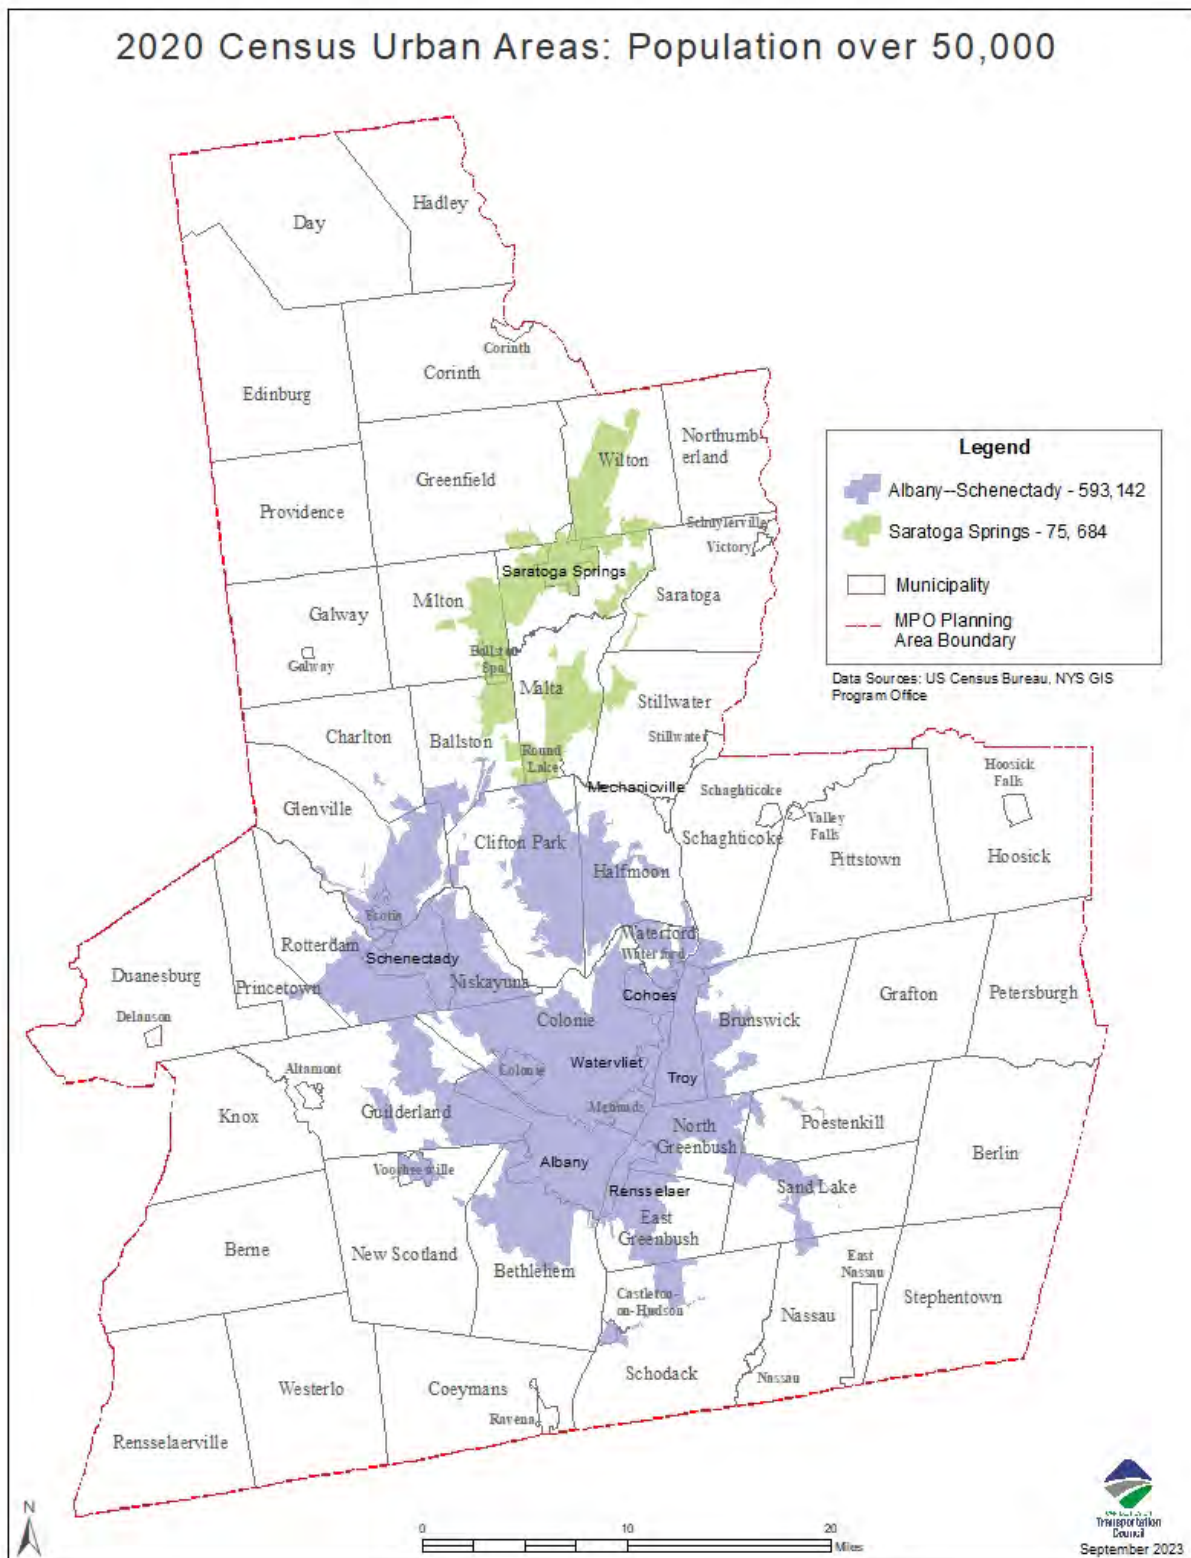 2020 Census Urban Areas: Population over 50,000
Day
Hadley
Corinth
Corinth
Edinburg
Northumb-
erland
Wilton
Greenfield
Providence
Schuylerville
Victory
Saratoga Springs
Milton
Saratoga
Galway
Galway
Ballston
Spa
Malta
Stillwater
Charlton
Ballston
Stillwater
Round
Lake
Legend
Albany--Schenectady - 593,142
Saratoga Springs - 75, 684
Municipality
MPO Planning
Area Boundary
Data Sources: US Census Bureau, NYS GIS
Program Office
Mechanicville
Schaghticoke
Hoosick
Falls
Glenville
Valley
Falls
Clifton Park
Schaghticoke
Pittstown
Hoosick
Halfmoon
Scotia
Waterford
Waterford
Rotterdam
Schenectady
Duanesburg
Princetown
Niskayuna
Cohoes
Grafton
Petersburgh
Delanson
Colonie
Brunswick
Watervliet
Colonie
Troy
Altamont
Menands
Knox
Guilderland
North
Greenbush
Poestenkill
Berlin
Voorheesville
Albany
Rensselaer
Sand Lake
East
Greenbush
Berne
New Scotland
Bethlehem
East
Nassau
Castleton-
on-Hudson
Stephentown
Nassau
Schodack
Nassau
Westerlo
Coeymans
Ravena
Rensselaerville
N
0
10
20
Miles
Transportation
Council
September 2023